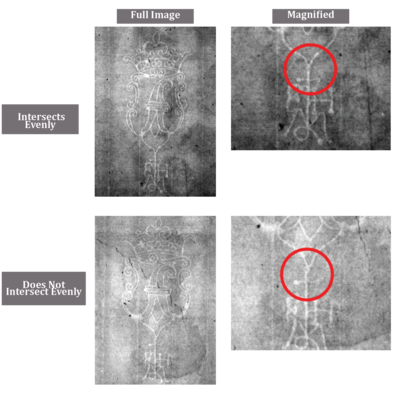 Full Image
Magnified
Intersects
Evenly
Does Not
Intersect Evenly